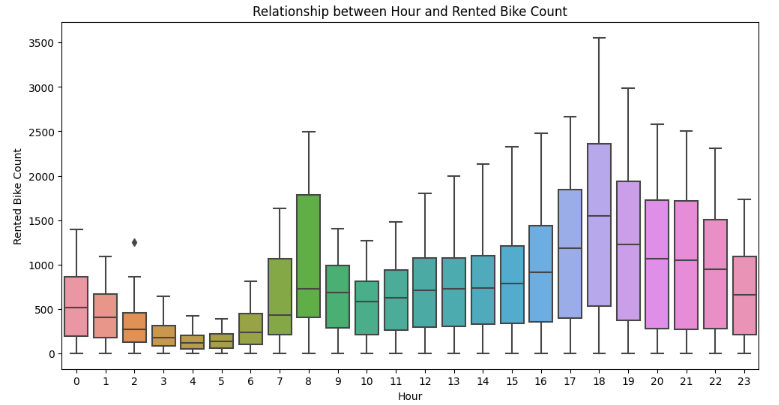 Relationship between Hour and Rented Bike Count
3500
3000
2500
2000
1500
1000
500
0
Rented Bike Count
0 1 2 3 4 5 6 7 8 9 10 11 12 13 14 15 16 17 18 19 20 21 22 23
Hour